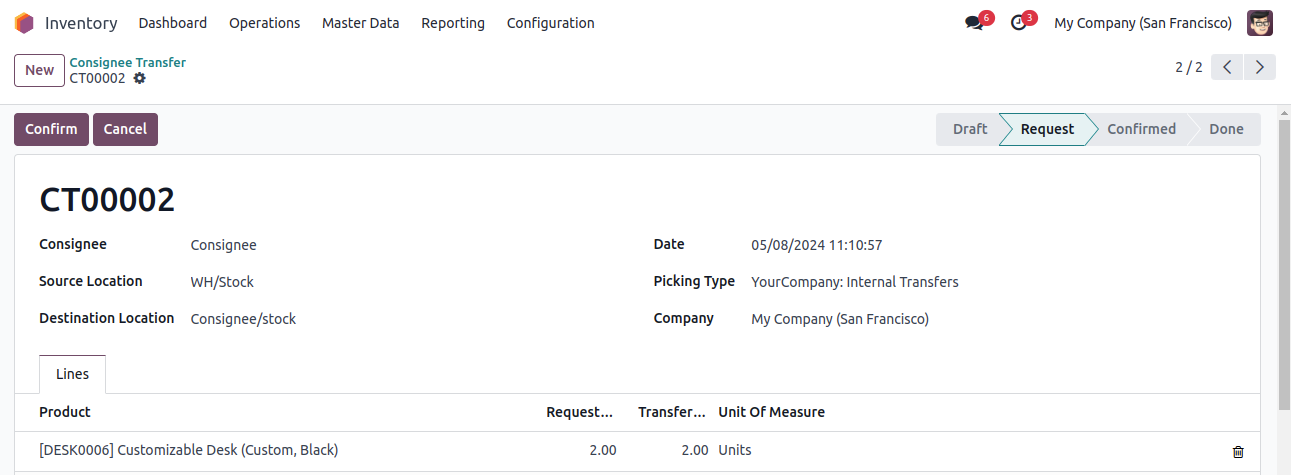 Inventory Dashboard Operations Master Data Reporting Configuration 6 3 My Company (San Francisco)
New Consignee Transfer 2 / 2
CT00002
Confirm Cancel Draft Request Confirmed Done
CT00002
Consignee Consignee Date 05/08/2024 11:10:57
Source Location WH/Stock Picking Type YourCompany: Internal Transfers
Destination Location Consignee/stock Company My Company (San Francisco)
Lines
Product Request... Transfer... Unit Of Measure
[DESK0006] Customizable Desk (Custom, Black) 2.00 2.00 Units